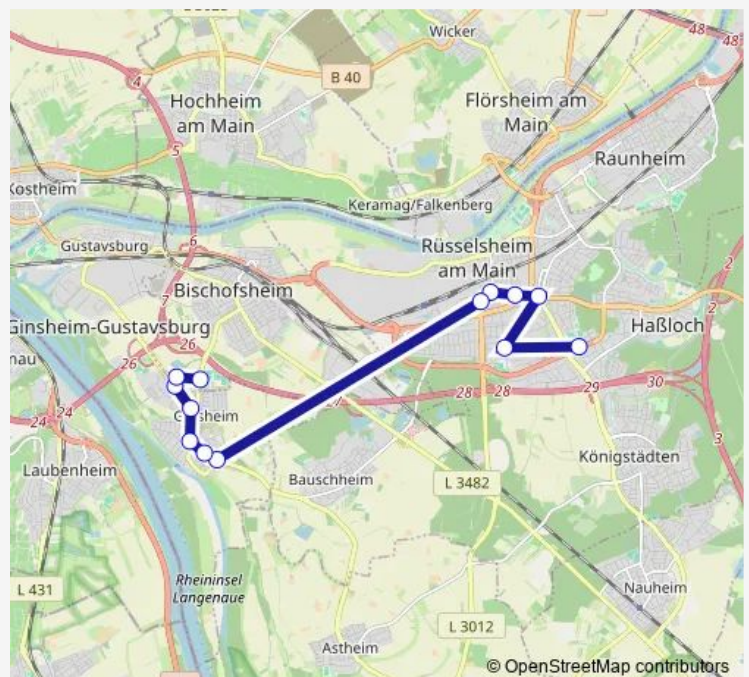 Wicker
48
48
4
B 40
Hochheim
am Main
Flörsheim am
Main
5
Raunheim
Kostheim
Keramag/Falkenberg
Gustavsburg
6
Rüsselsheim
am Main
2
Bischofsheim
7
2
Ginsheim-Gustavsburg
Haßloch
26
26
nau
28
28
29
30
27
24
24
3
Laubenheim
Königstädten
Bauschheim
L 3482
L 431
Rheininsel
Langenaue
Nauheim
L 3012
Astheim
© OpenStreetMap contributors